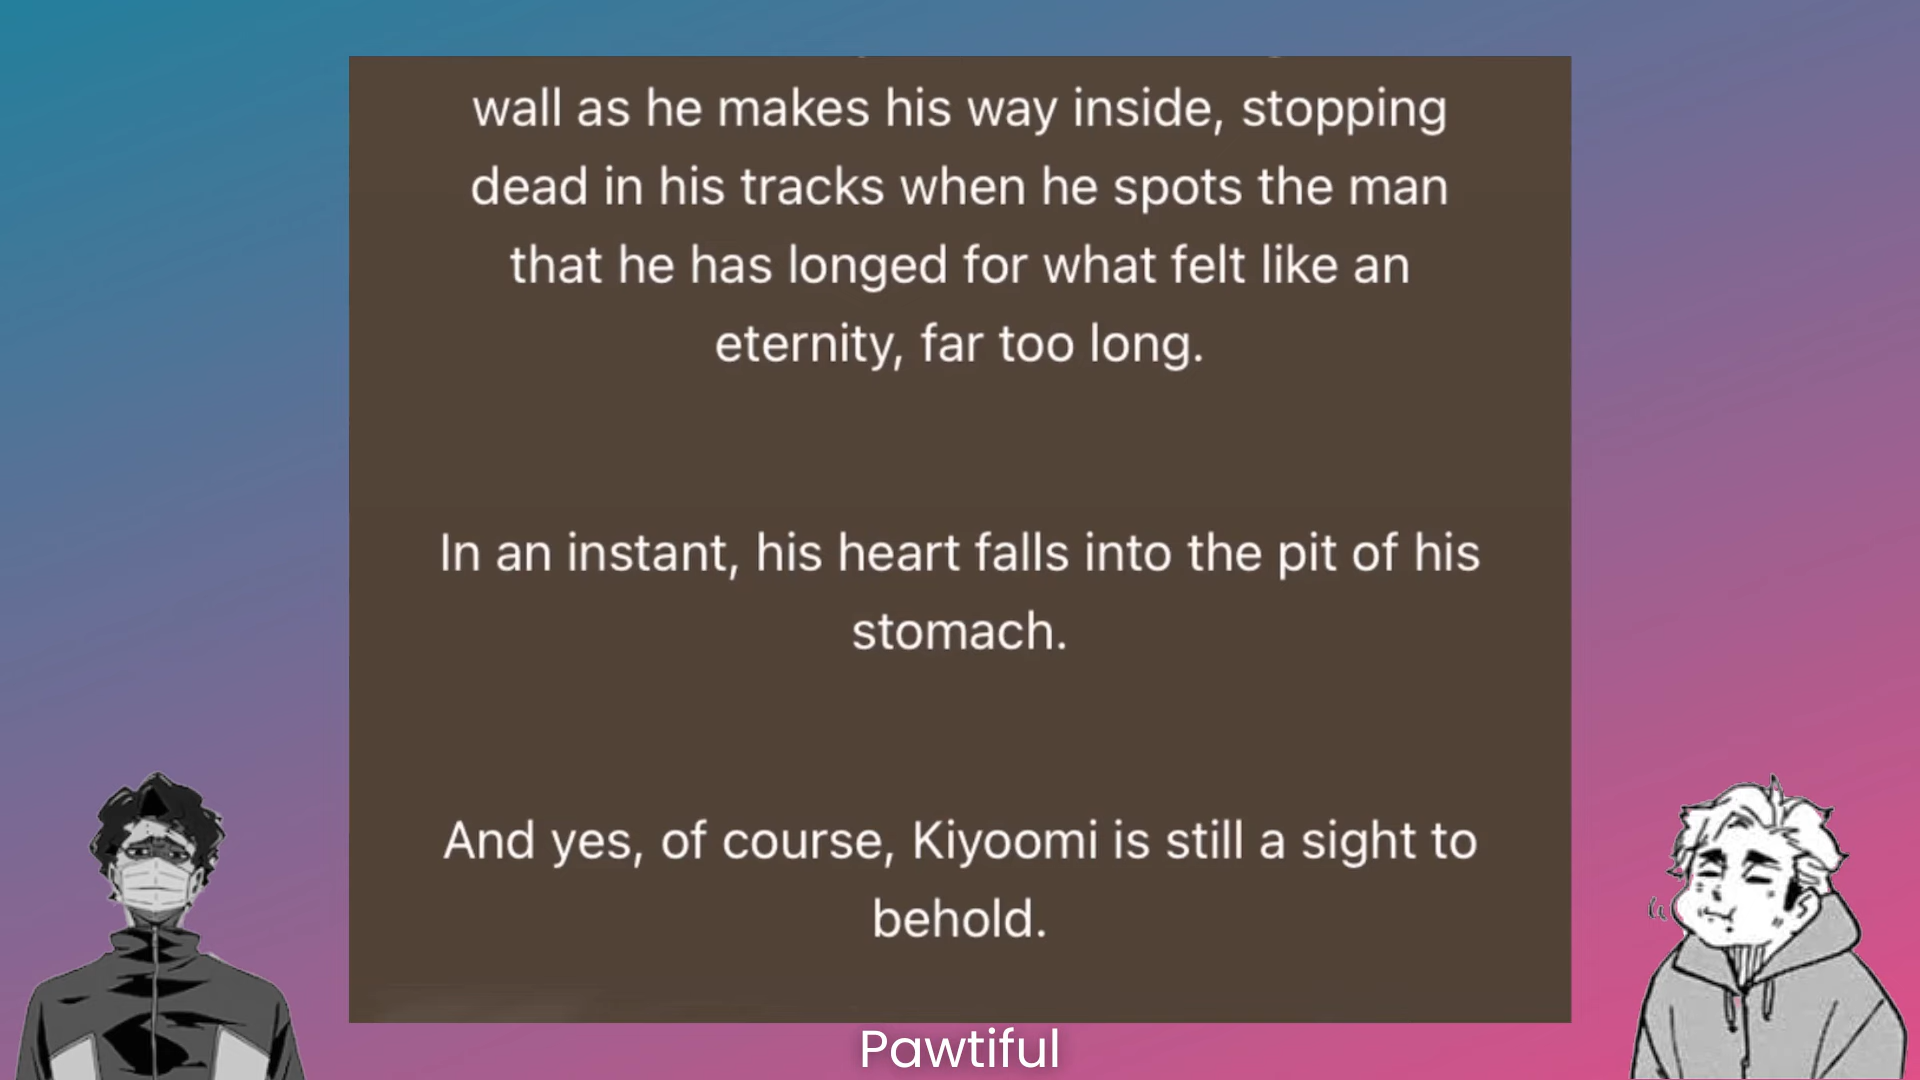 wall as he makes his way inside, stopping
dead in his tracks when he spots the man
that he has longed for what felt like an
eternity, far too long.
In an instant, his heart falls into the pit of his
stomach.
And yes, of course, Kiyoomi is still a sight to
behold.
Pawtiful